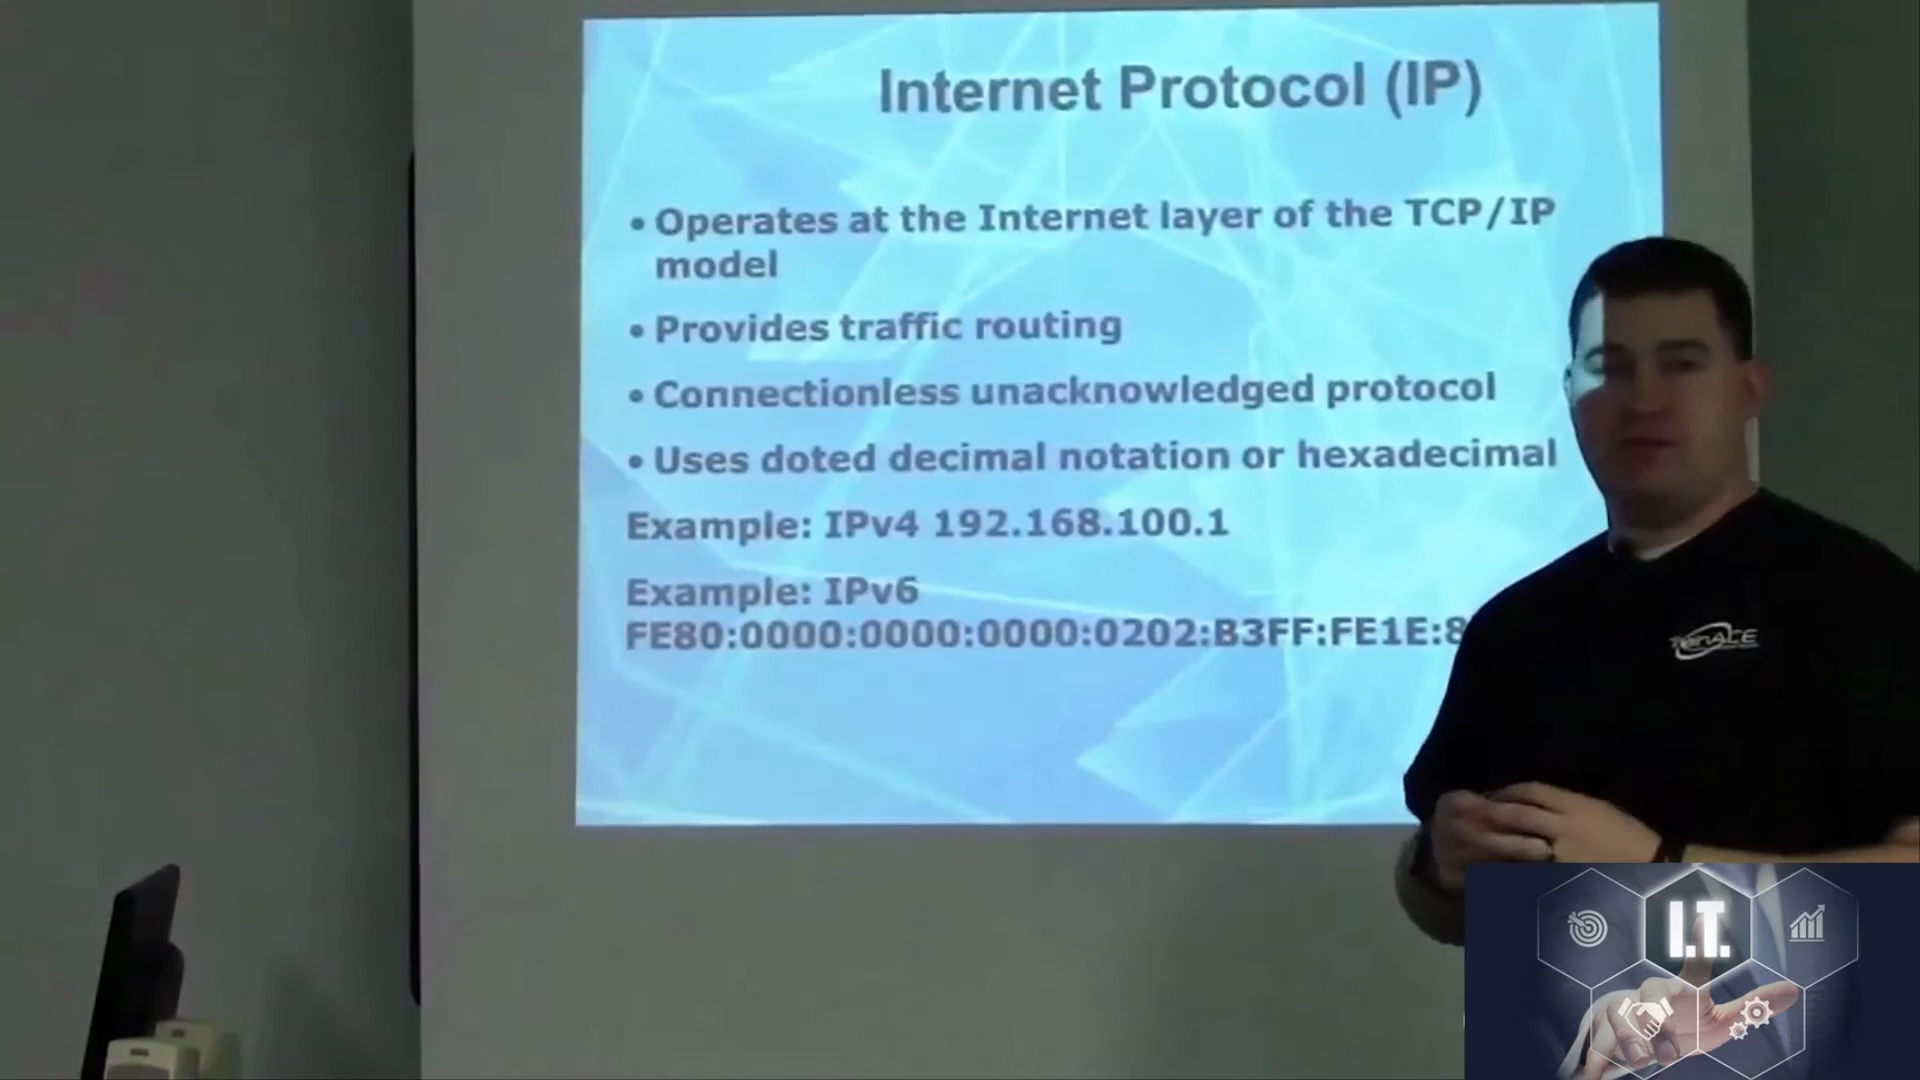 Internet Protocol (IP)
• Operates at the Internet layer of the TCP/IP
model
• Provides traffic routing
• Connectionless unacknowledged protocol
• Uses doted decimal notation or hexadecimal
Example: IPv4 192.168.100.1
Example: IPv6
FE80:0000:0000:0000:0202:B3FF:FE1E:8
I.T.